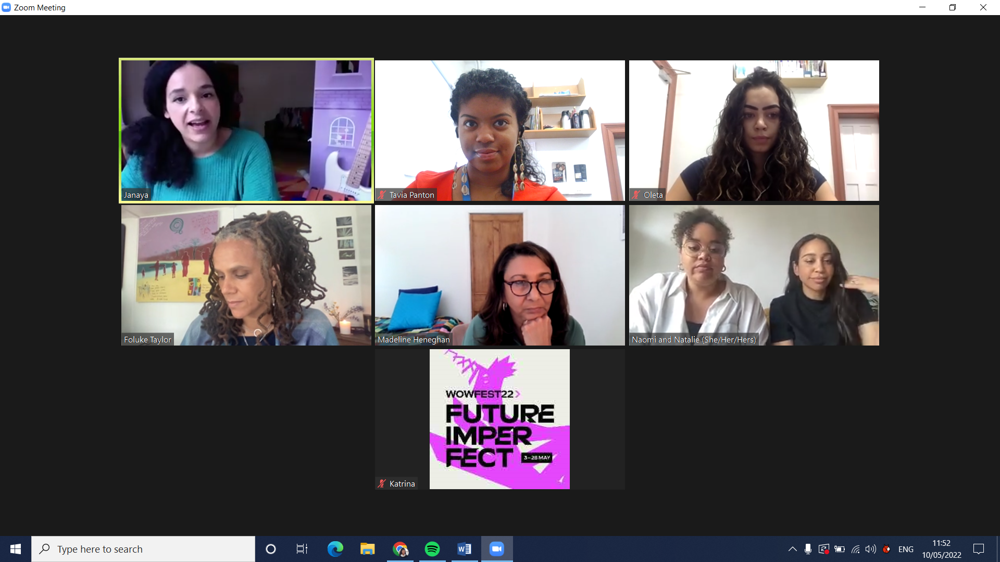 Zoom Meeting
Janaya
Tavia Panton
Oleta
Foluke Taylor
Madeline Heneghan
Naomi and Natalie (She/Her/Hers)
WOWFEST22
FUTURE
IMPER
FECT
3–28 MAY
Katrina
Type here to search
ENG
11:52
10/05/2022